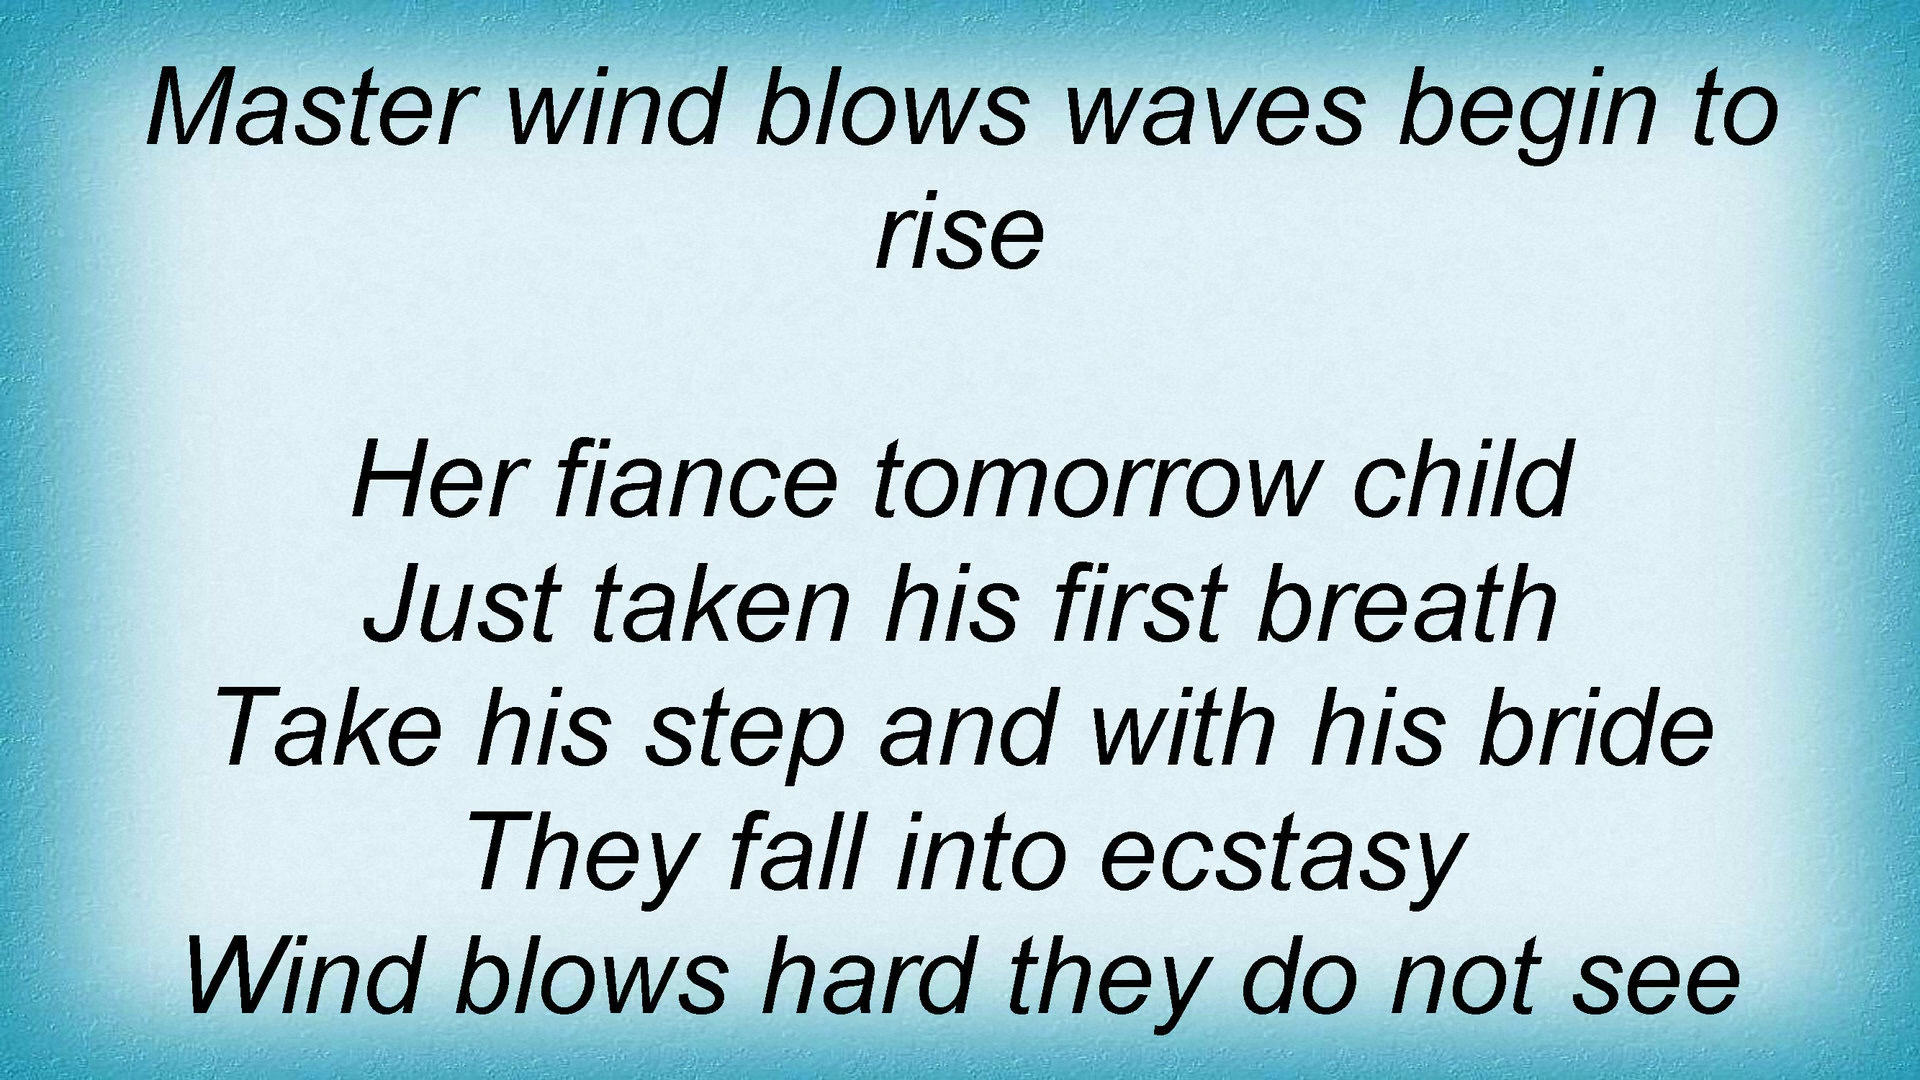 Master wind blows waves begin to
rise
Her fiance tomorrow child
Just taken his first breath
Take his step and with his bride
They fall into ecstasy
Wind blows hard they do not see